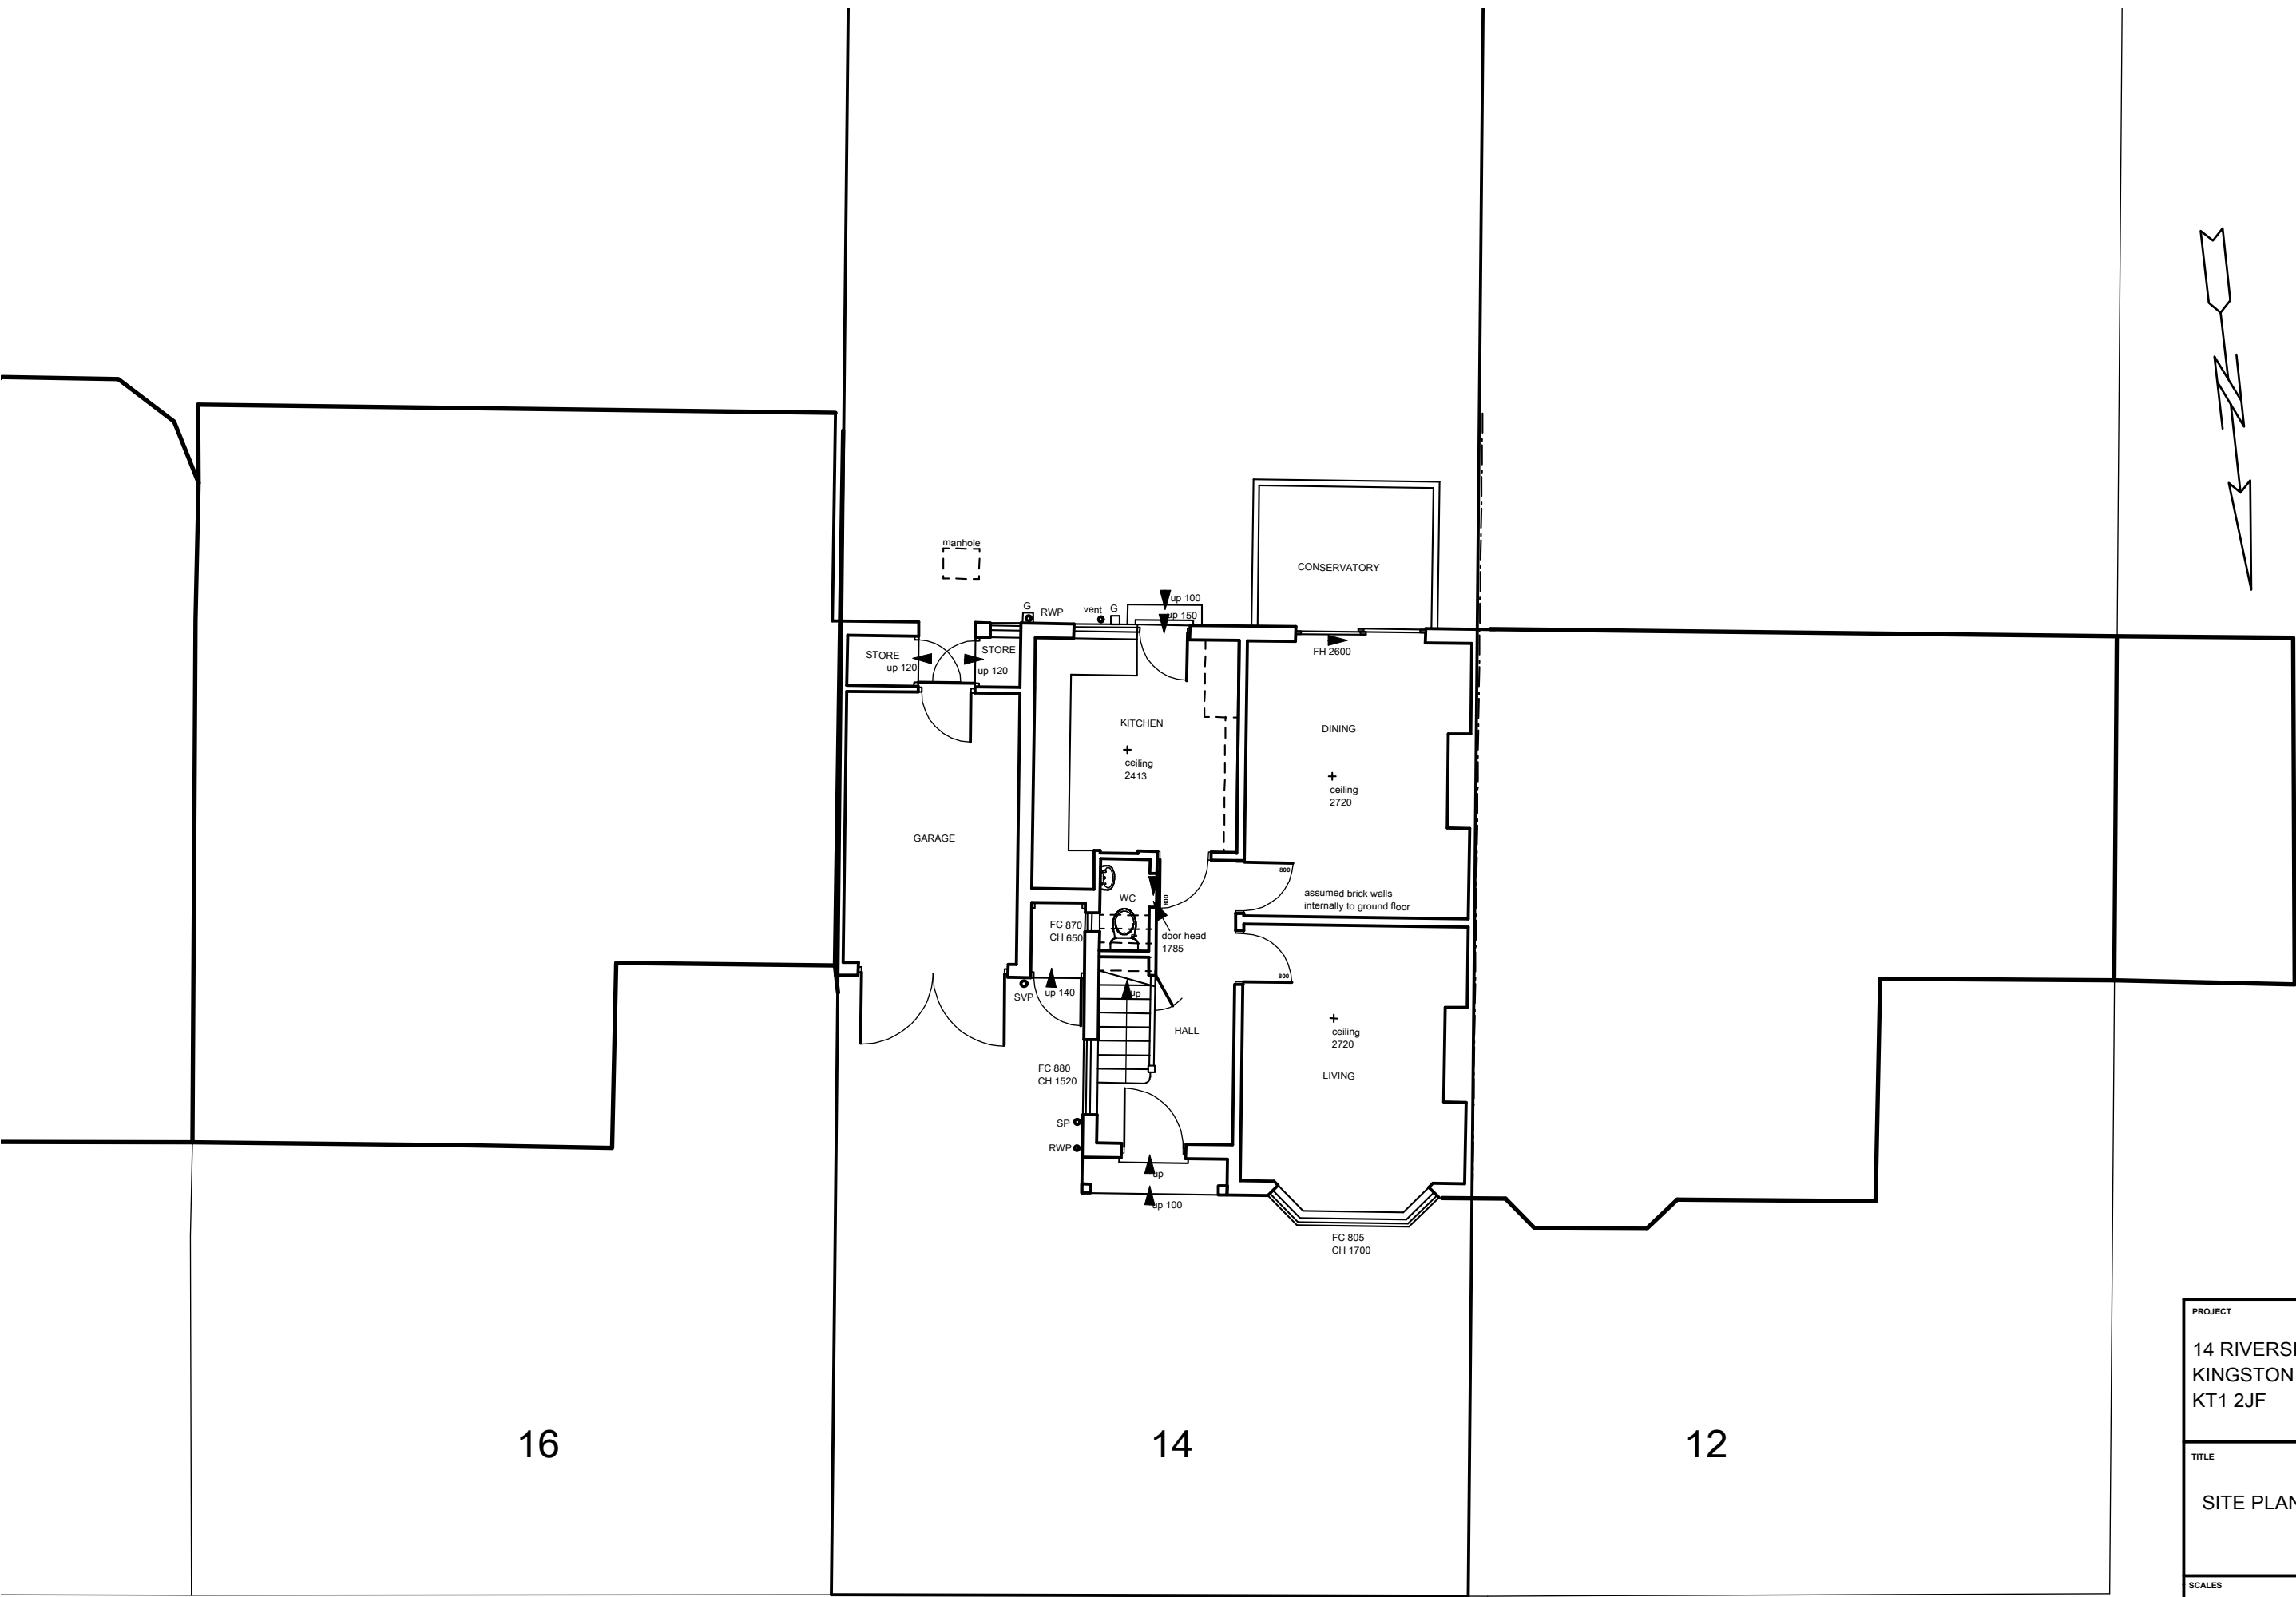 manhole
CONSERVATORY
G
RWP
vent
G
up 100
up 150
STORE
up 120
STORE
up 120
FH 2600
KITCHEN
DINING
ceiling
2413
ceiling
2720
GARAGE
800
assumed brick walls
internally to ground floor
WC
800
FC 870
CH 650
door head
1785
800
SVP
up 140
up
HALL
ceiling
2720
FC 880
CH 1520
LIVING
SP
RWP
up
up 100
FC 805
CH 1700
N
16
14
12
PROJECT
14 RIVERSI
KINGSTON
KT1 2JF
TITLE
SITE PLAN
SCALES